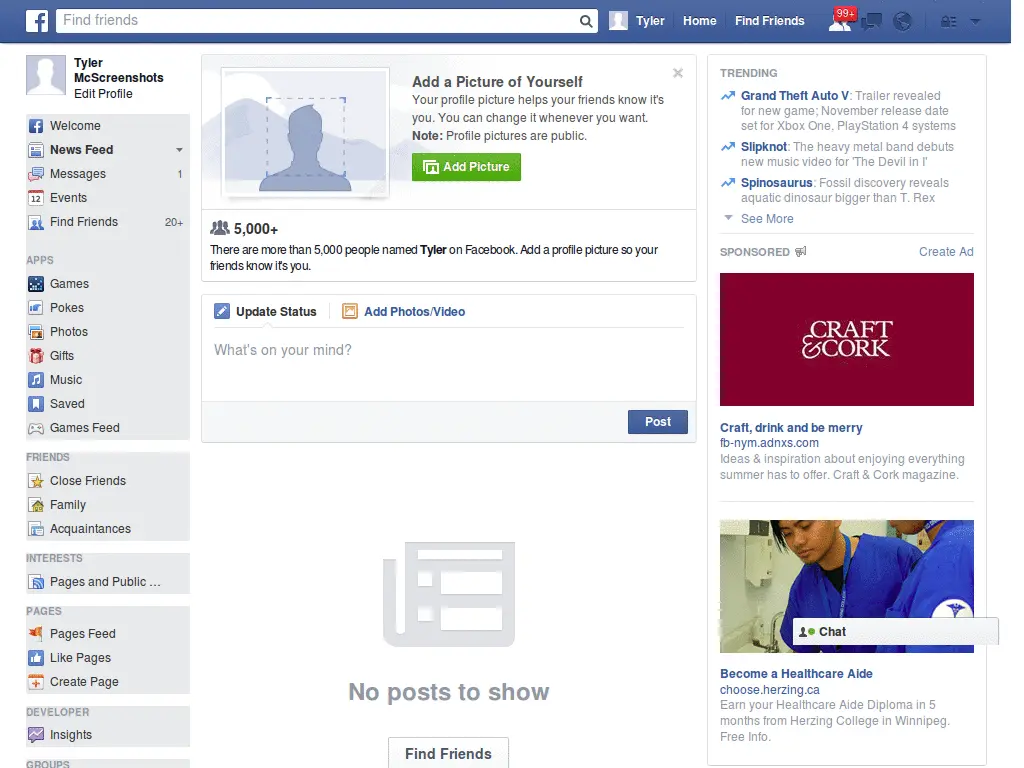 Find friends
Tyler
Home
Find Friends
99+
Tyler
McScreenshots
Edit Profile
Welcome
News Feed
Messages 1
Events
Find Friends 20+
APPS
Games
Pokes
Photos
Gifts
Music
Saved
Games Feed
FRIENDS
Close Friends
Family
Acquaintances
INTERESTS
Pages and Public ...
PAGES
Pages Feed
Like Pages
Create Page
DEVELOPER
Insights
GROUPS
Add a Picture of Yourself
Your profile picture helps your friends know it's
you. You can change it whenever you want.
Note: Profile pictures are public.
Add Picture
5,000+
There are more than 5,000 people named Tyler on Facebook. Add a profile picture so your
friends know it's you.
Update Status
Add Photos/Video
What's on your mind?
Post
No posts to show
Find Friends
TRENDING
Grand Theft Auto V: Trailer revealed
for new game; November release date
set for Xbox One, PlayStation 4 systems
Slipknot: The heavy metal band debuts
new music video for 'The Devil in I'
Spinosaurus: Fossil discovery reveals
aquatic dinosaur bigger than T. Rex
See More
SPONSORED
Create Ad
CRAFT
&CORK
Craft, drink and be merry
fb-nym.adnxs.com
Ideas & inspiration about enjoying everything
summer has to offer. Craft & Cork magazine.
Chat
Become a Healthcare Aide
choose.herzing.ca
Earn your Healthcare Aide Diploma in 5
months from Herzing College in Winnipeg.
Free Info.